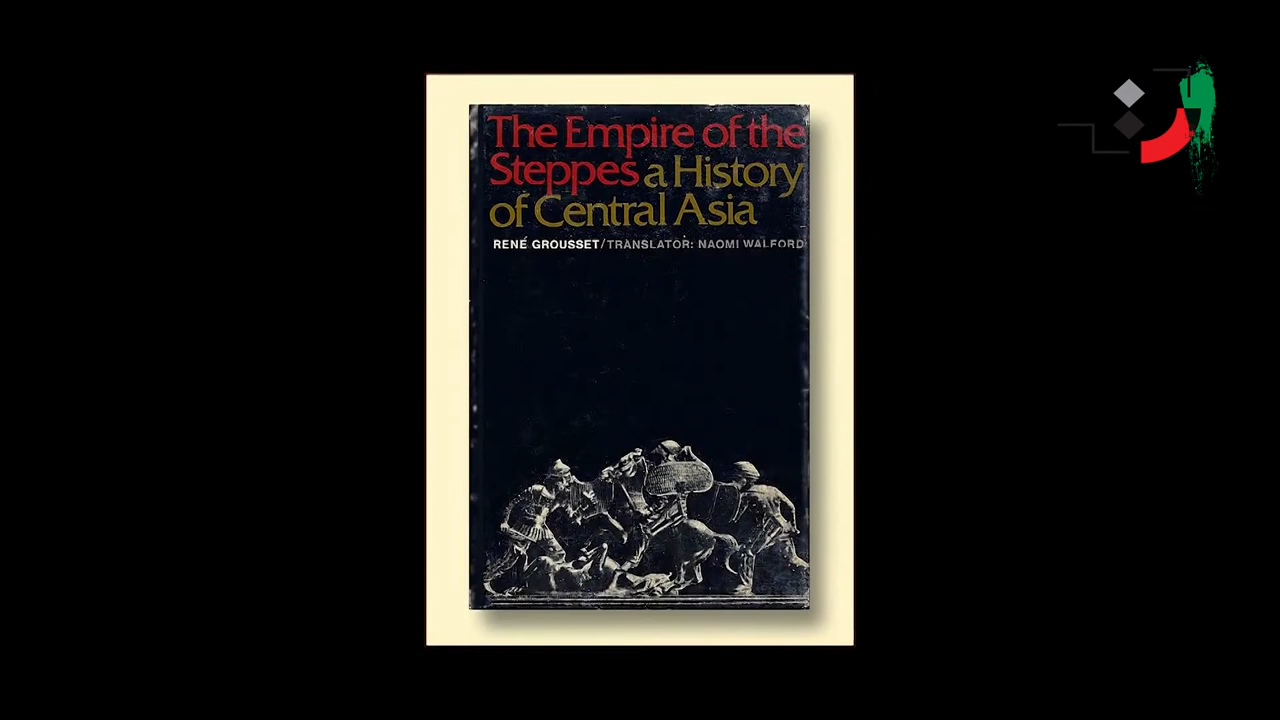 The Empire of the
Steppes a History
of Central Asia
RENÉ GROUSSET/TRANSLATOR: NAOMI WALFORD